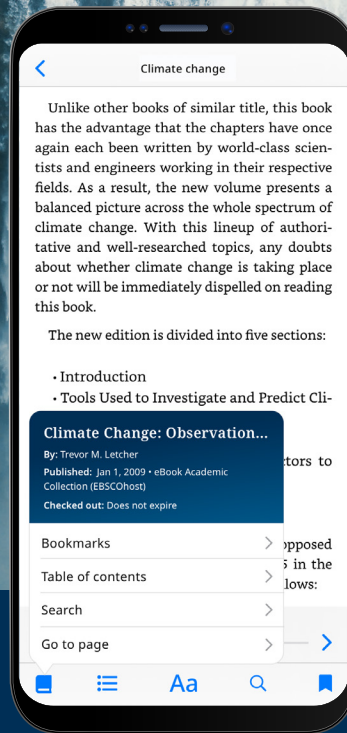 Climate change
Unlike other books of similar title, this book
has the advantage that the chapters have once
again each been written by world-class scien-
tists and engineers working in their respective
fields. As a result, the new volume presents a
balanced picture across the whole spectrum of
climate change. With this lineup of authori-
tative and well-researched topics, any doubts
about whether climate change is taking place
or not will be immediately dispelled on reading
this book.
The new edition is divided into five sections:
• Introduction
• Tools Used to Investigate and Predict Cli-
Climate Change: Observation...
By: Trevor M. Letcher
Published: Jan 1, 2009 • eBook Academic
Collection (EBSCOhost)
Checked out: Does not expire
to
Bookmarks
Table of contents
in the
Search
Go to page
Aa